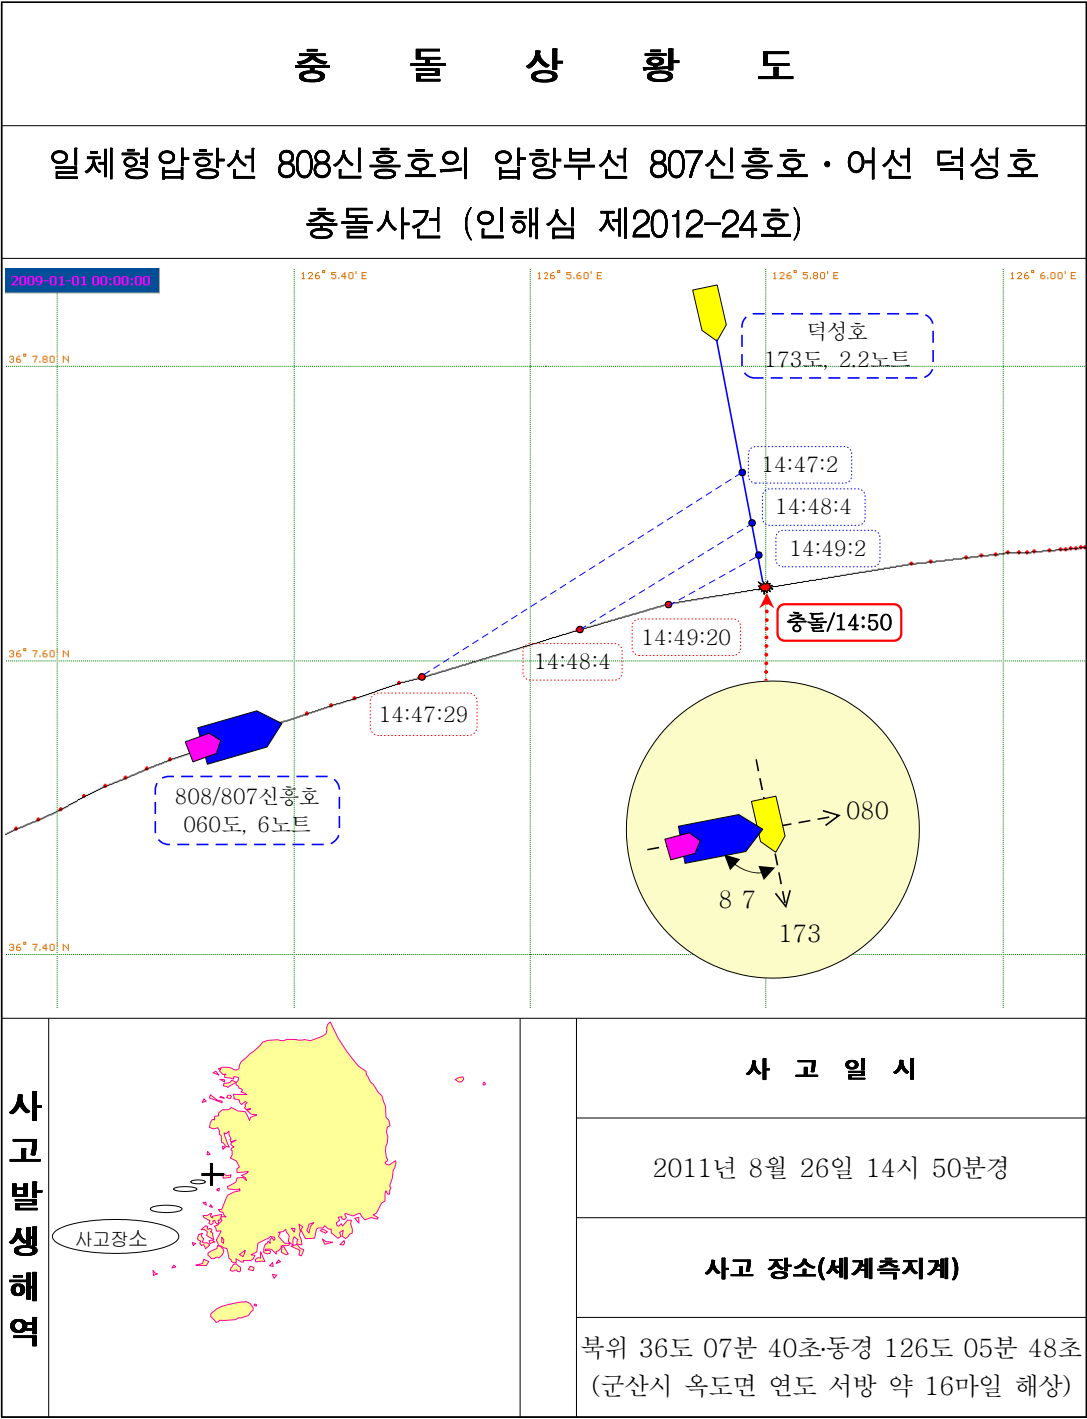 충 돌 상 황 도
일체형압항선 808신흥호의 압항부선 807신흥호·어선 덕성호
충돌사건 (인해심 제2012-24호)
2009-01-01 00:00:00
126° 5.40' E
126° 5.60' E
126° 5.80' E
126° 6.00' E
덕성호
173도, 2.2노트
36° 7.80' N
14:47:2
14:48:4
14:49:2
충돌/14:50
14:49:20
14:48:4
36° 7.60' N
14:47:29
808/807신흥호
060도, 6노트
080
8 7
173
36° 7.40' N
사고발생해역
사고장소
사 고 일 시
2011년 8월 26일 14시 50분경
사고 장소(세계측지계)
북위 36도 07분 40초·동경 126도 05분 48초
(군산시 옥도면 연도 서방 약 16마일 해상)